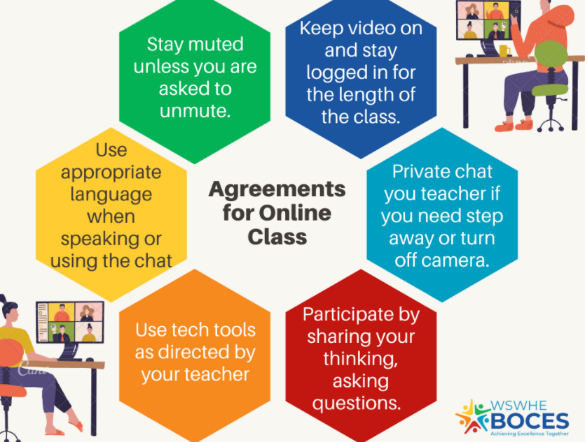 Stay muted
unless you are
asked to
unmute.
Keep video on
and stay
logged in for
the length of
the class.
Use
appropriate
language
when
speaking or
using the chat
Agreements
for Online
Class
Private chat
you teacher if
you need step
away or turn
off camera.
Use tech tools
as directed by
your teacher
Participate by
sharing your
thinking,
asking
questions.
WSWHE
BOCES
Achieving Excellence Together